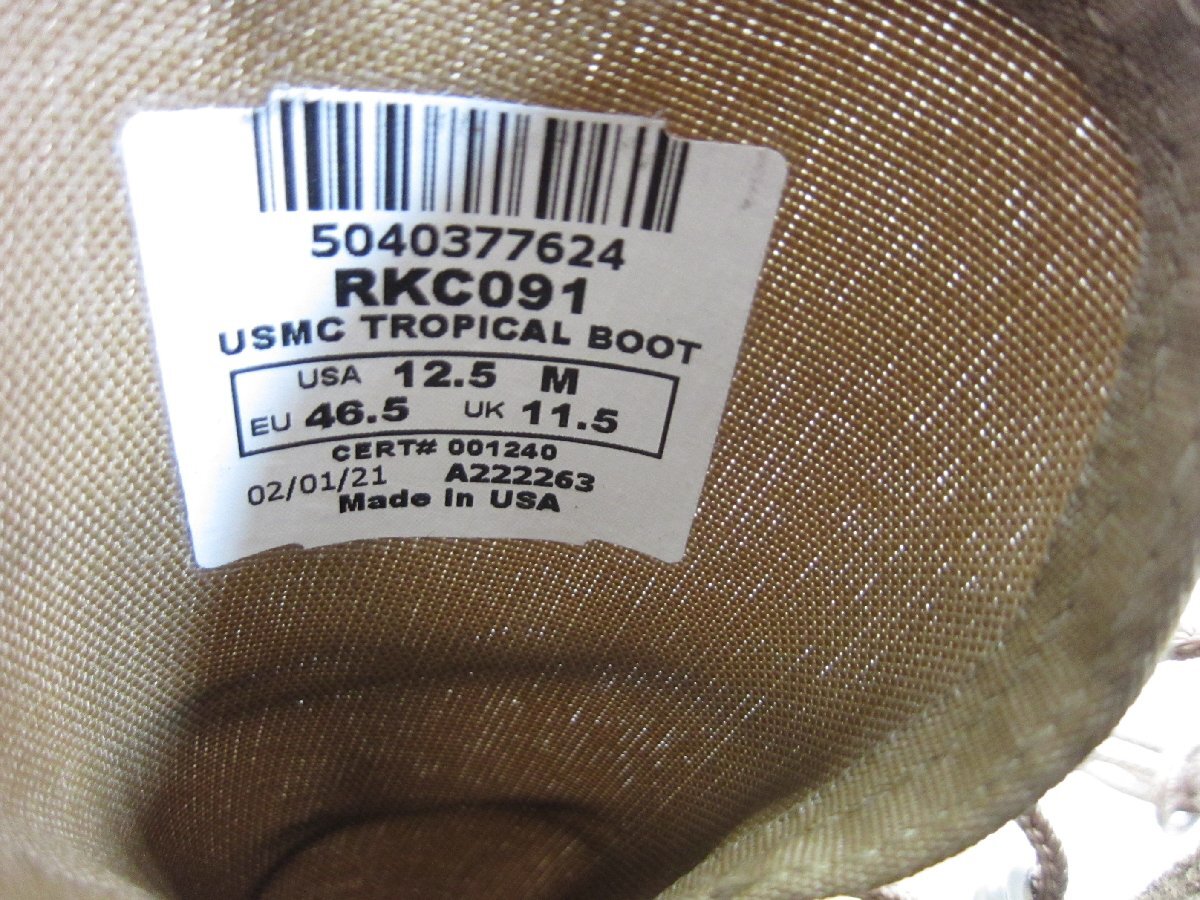 5040377624
RKC091
USMC TROPICAL BOOT
USA 12.5 M
EU 46.5 UK 11.5
CERT# 001240
02/01/21 A222263
Made in USA